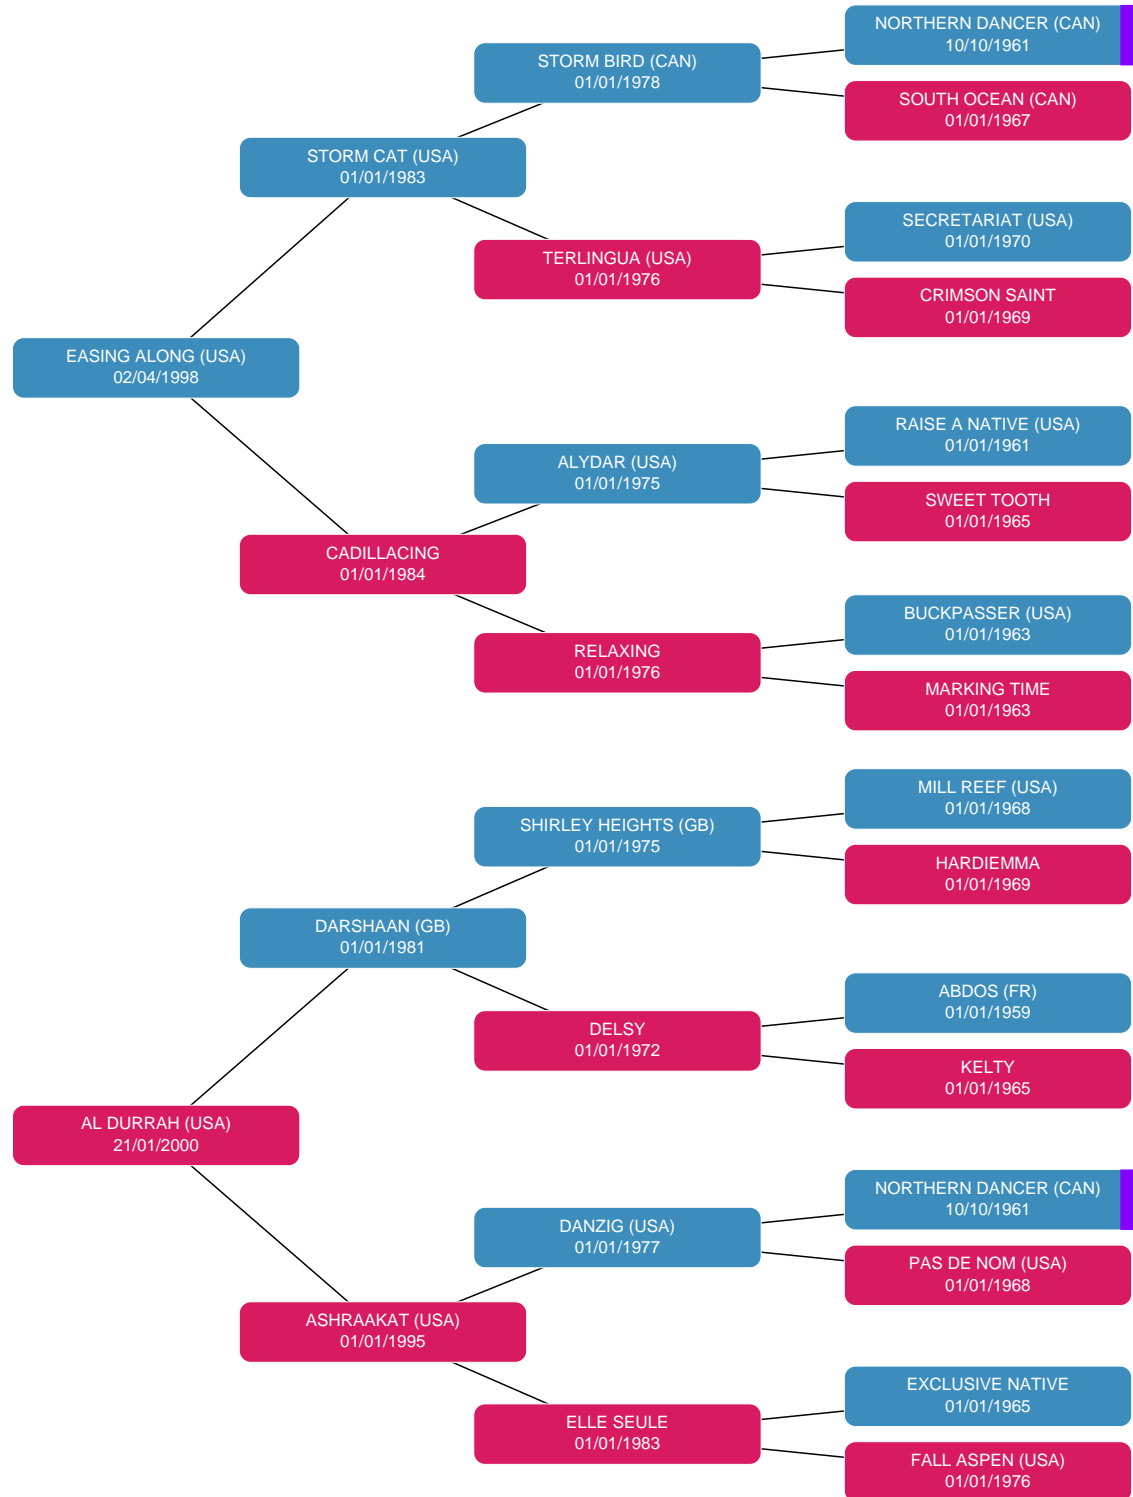 NORTHERN DANCER (CAN)
10/10/1961
STORM BIRD (CAN)
01/01/1978
SOUTH OCEAN (CAN)
01/01/1967
STORM CAT (USA)
01/01/1983
SECRETARIAT (USA)
01/01/1970
TERLINGUA (USA)
01/01/1976
CRIMSON SAINT
01/01/1969
EASING ALONG (USA)
02/04/1998
RAISE A NATIVE (USA)
01/01/1961
ALYDAR (USA)
01/01/1975
SWEET TOOTH
01/01/1965
CADILLACING
01/01/1984
BUCKPASSER (USA)
01/01/1963
RELAXING
01/01/1976
MARKING TIME
01/01/1963
MILL REEF (USA)
01/01/1968
SHIRLEY HEIGHTS (GB)
01/01/1975
HARDIEMMA
01/01/1969
DARSHAAN (GB)
01/01/1981
ABDOS (FR)
01/01/1959
DELSY
01/01/1972
KELTY
01/01/1965
AL DURRAH (USA)
21/01/2000
NORTHERN DANCER (CAN)
10/10/1961
DANZIG (USA)
01/01/1977
PAS DE NOM (USA)
01/01/1968
ASHRAAKAT (USA)
01/01/1995
EXCLUSIVE NATIVE
01/01/1965
ELLE SEULE
01/01/1983
FALL ASPEN (USA)
01/01/1976